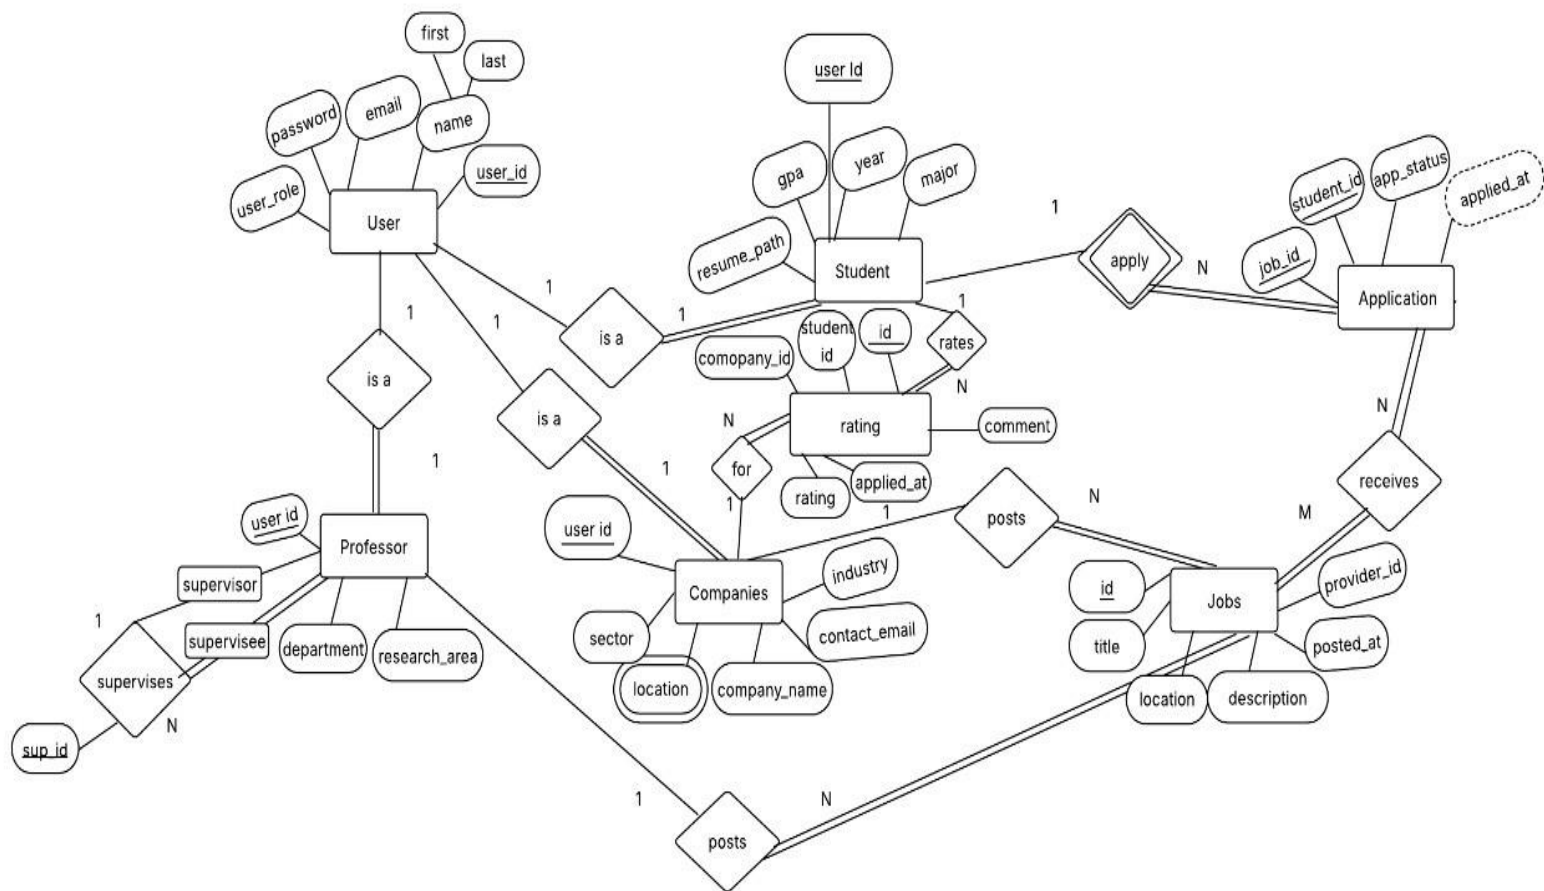 first
last
password
email
name
user_id
user_role
User
user Id
gpa
year
major
resume_path
Student
1
apply
N
student_id
app_status
applied_at
job_id
Application
1
1
1
is a
1
1
is a
is a
student
id
id
rates
comopany_id
N
N
rating
comment
for
1
rating
applied_at
receives
N
M
1
1
user id
Professor
supervisor
supervisee
1
supervises
N
sup_id
department
research_area
user id
Companies
industry
contact_email
sector
location
company_name
1
posts
N
id
Jobs
provider_id
title
posted_at
location
description
1
posts
N